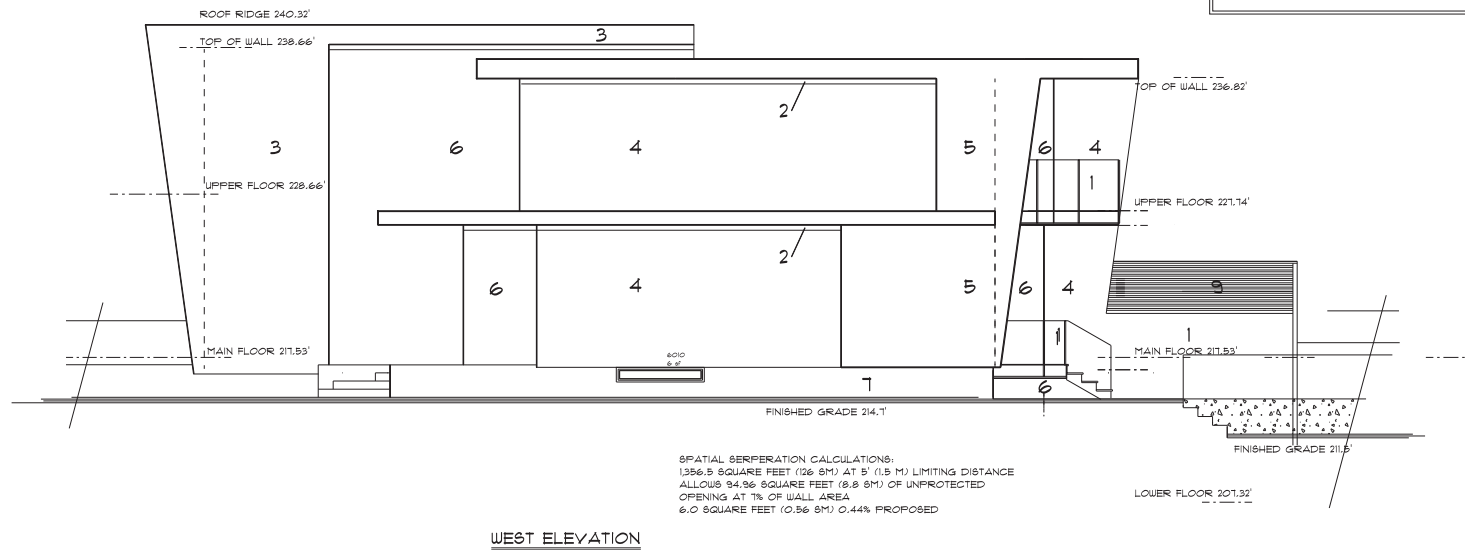 ROOF RIDGE 240.32'
3
TOP OF WALL 238.66'
TOP OF WALL 236.82'
2
3
6
4
5
6
4
1
UPPER FLOOR 228.66'
UPPER FLOOR 227.74'
2
6
4
5
6
4
9
1
1
MAIN FLOOR 217.53'
MAIN FLOOR 217.53'
6010
7
6
FINISHED GRADE 214.7'
FINISHED GRADE 211.5'
SPATIAL SERPERATION CALCULATIONS:
1,356.5 SQUARE FEET (126 SM) AT 5' (1.5 M) LIMITING DISTANCE
ALLOWS 94.96 SQUARE FEET (8.8 SM) OF UNPROTECTED
OPENING AT 7% OF WALL AREA
6.0 SQUARE FEET (0.56 SM) 0.44% PROPOSED
LOWER FLOOR 207.32'
WEST ELEVATION